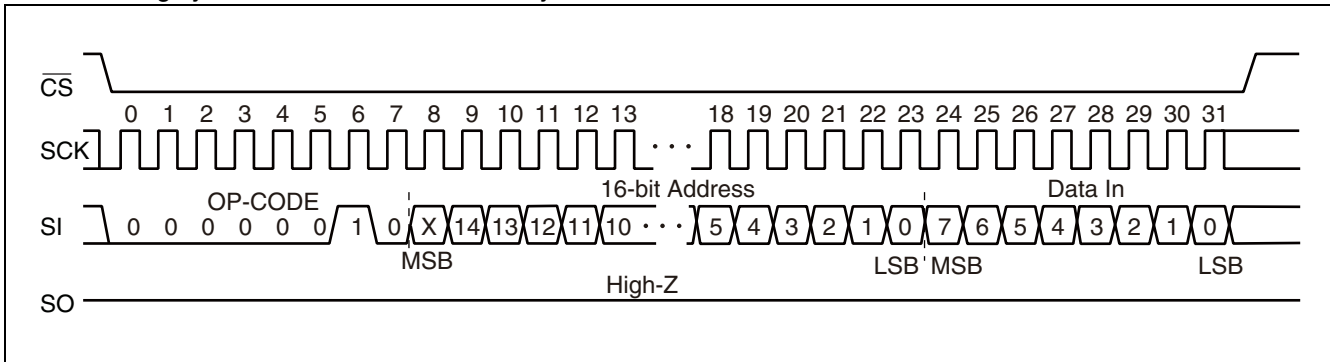 CS
0 1 2 3 4 5 6 7 8 9 10 11 12 13 18 19 20 21 22 23 24 25 26 27 28 29 30 31
SCK · · ·
OP-CODE 16-bit Address Data In
SI 0 0 0 0 0 0 1 0 X 14 13 12 11 10 · · · 5 4 3 2 1 0 7 6 5 4 3 2 1 0
MSB LSB MSB LSB
High-Z
SO